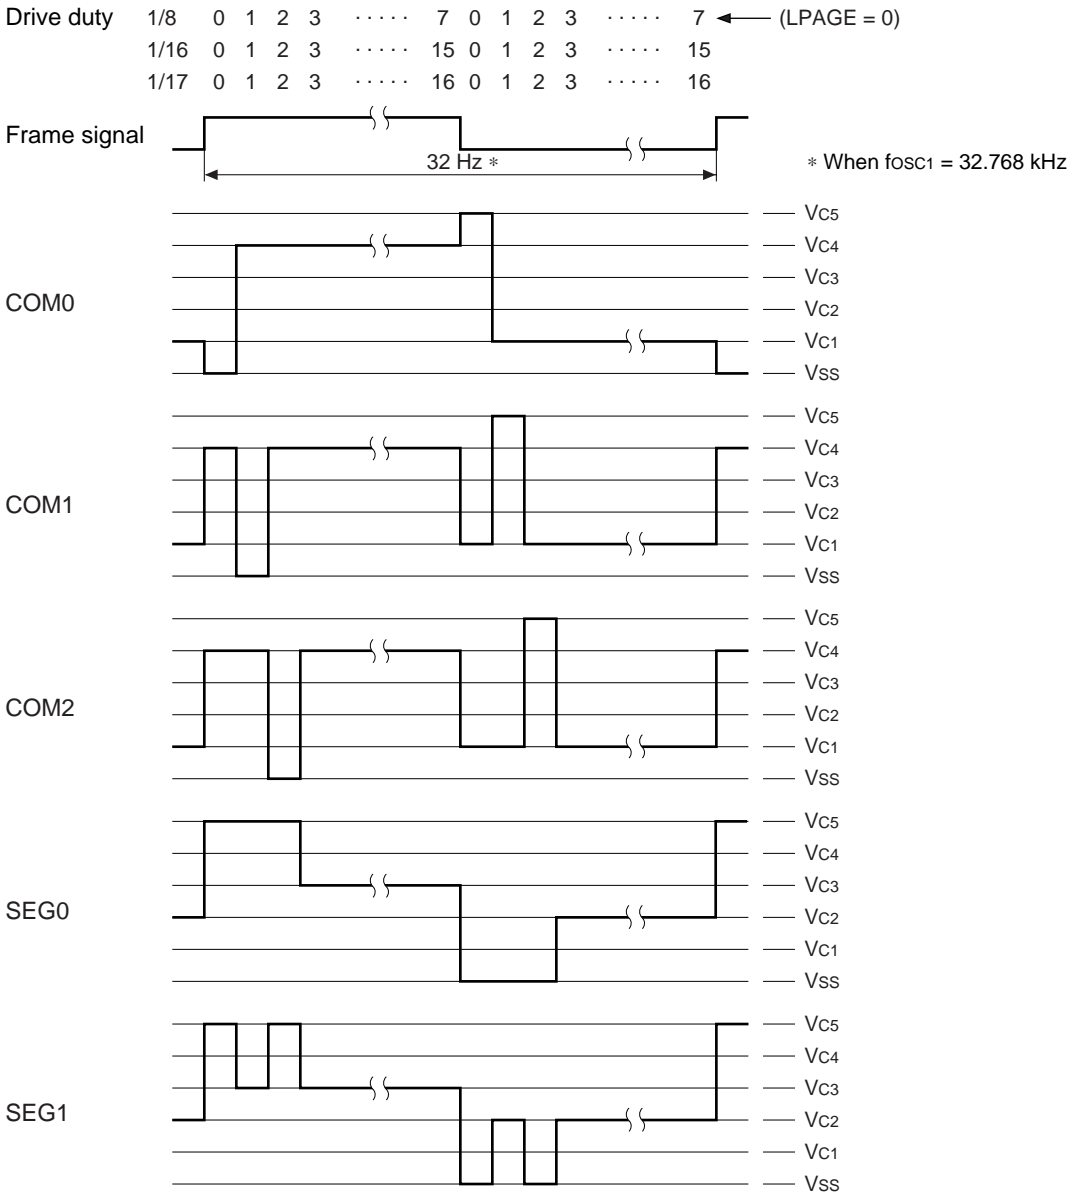 Drive duty 1/8 0 1 2 3 ····· 7 0 1 2 3 ····· 7 (LPAGE = 0)
1/16 0 1 2 3 ····· 15 0 1 2 3 ····· 15
1/17 0 1 2 3 ····· 16 0 1 2 3 ····· 16
Frame signal
32 Hz * * When fOSC1 = 32.768 kHz
COM0
VC5
VC4
VC3
VC2
VC1
VSS
COM1
VC5
VC4
VC3
VC2
VC1
VSS
COM2
VC5
VC4
VC3
VC2
VC1
VSS
SEG0
VC5
VC4
VC3
VC2
VC1
VSS
SEG1
VC5
VC4
VC3
VC2
VC1
VSS